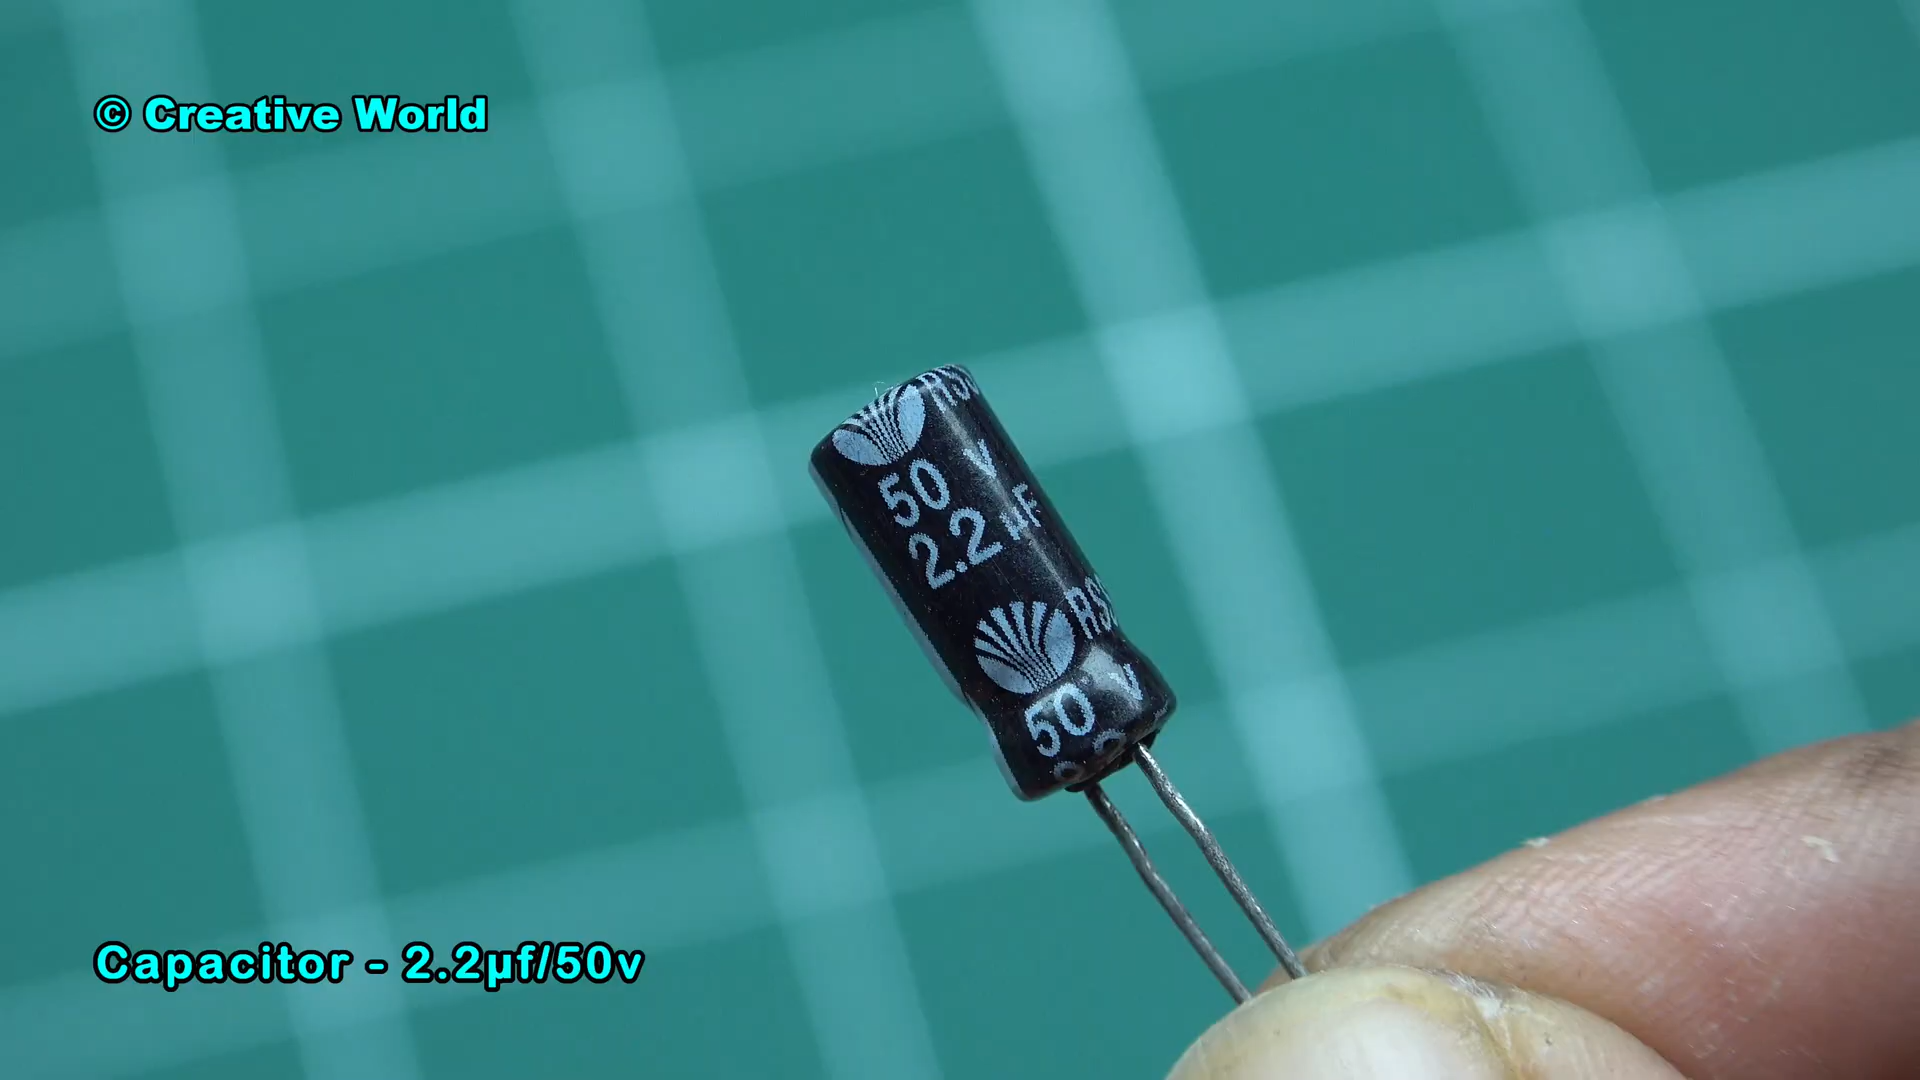 © Creative World
50 V
2.2 µF
50 V
Capacitor - 2.2µf/50v